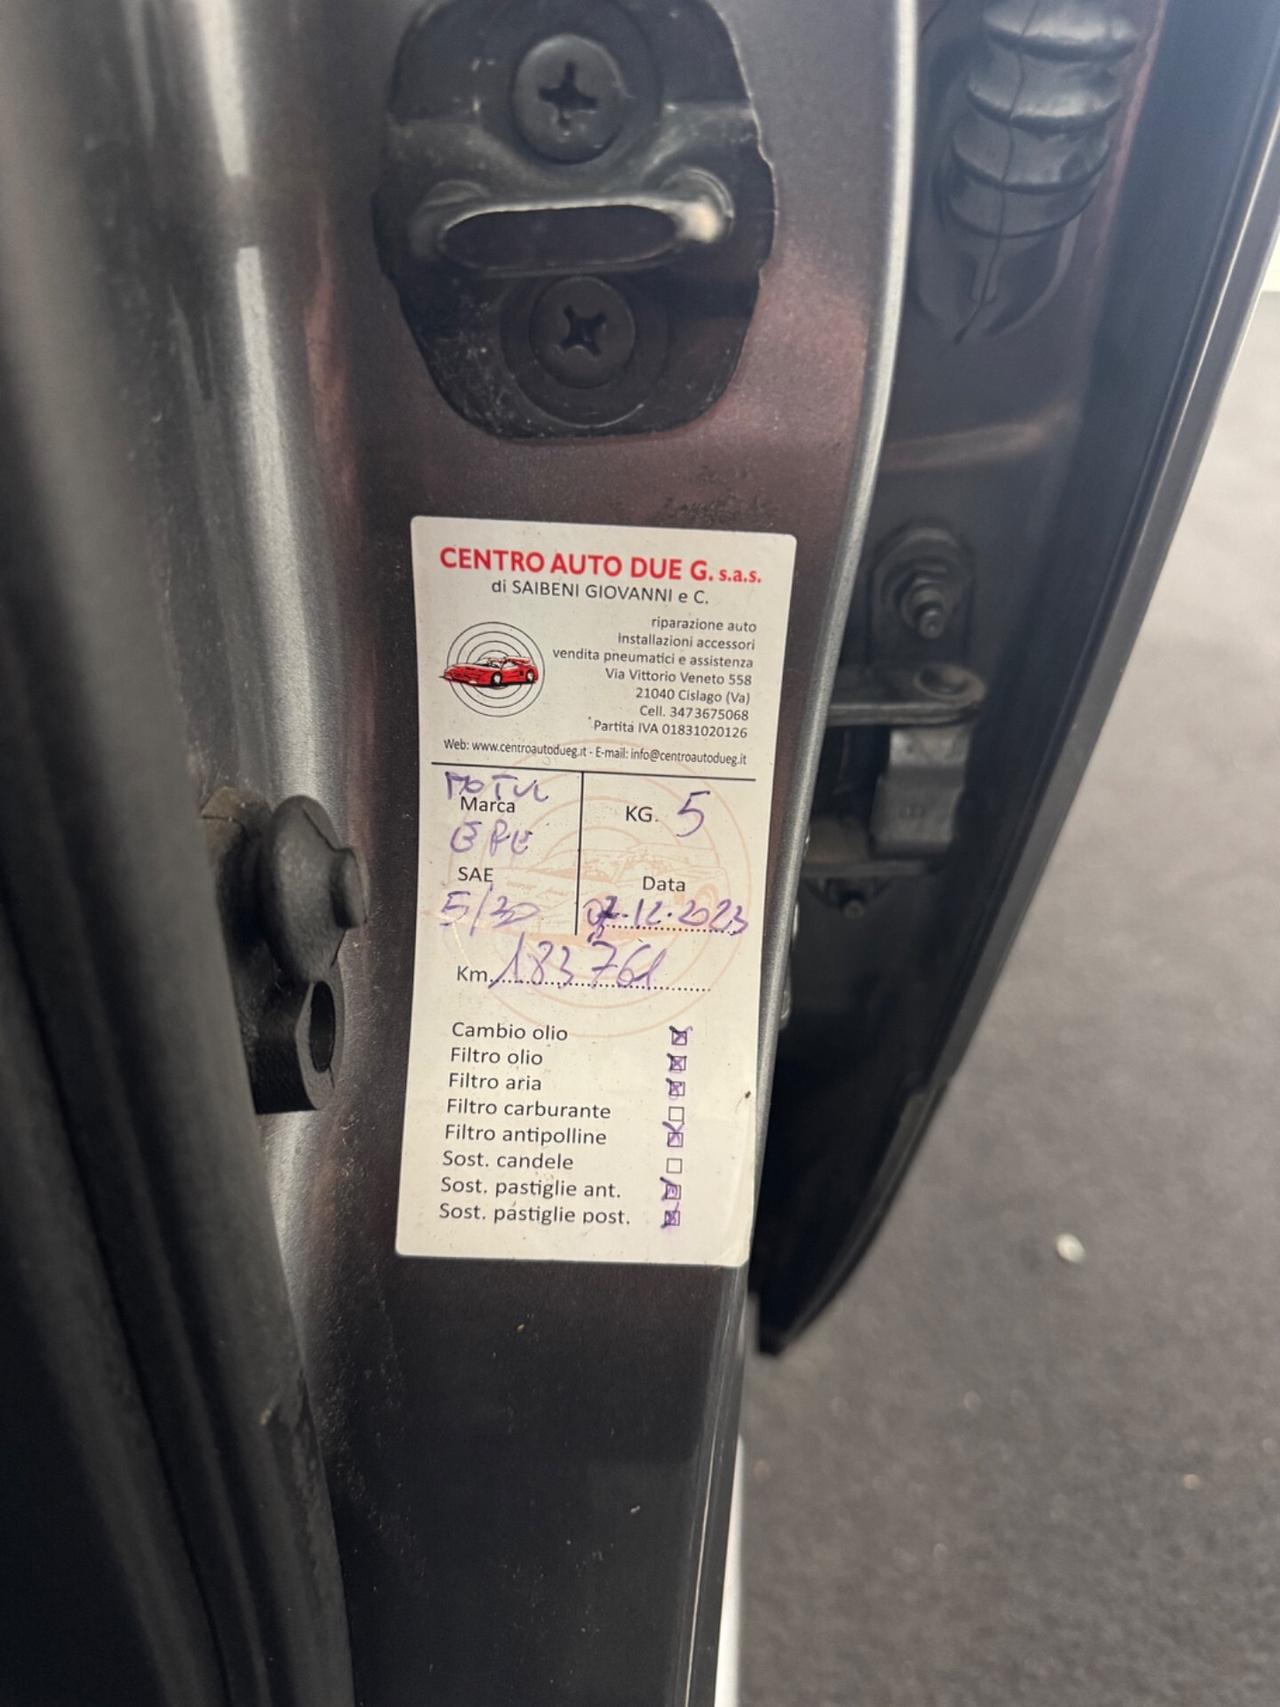 CENTRO AUTO DUE G. s.a.s.
di SAIBENI GIOVANNI e C.
riparazione auto
installazioni accessori
vendita pneumatici e assistenza
Via Vittorio Veneto 558
21040 Cislago (Va)
Cell. 3473675068
Partita IVA 01831020126
Web: www.centroautodueg.it - E-mail: info@centroautodueg.it
MOTUL
Marca
KG. 5
SAE
5/30
Data
12.2023
Km. 183761
Cambio olio
Filtro olio
Filtro aria
Filtro carburante
Filtro antipolline
Sost. candele
Sost. pastiglie ant.
Sost. pastiglie post.